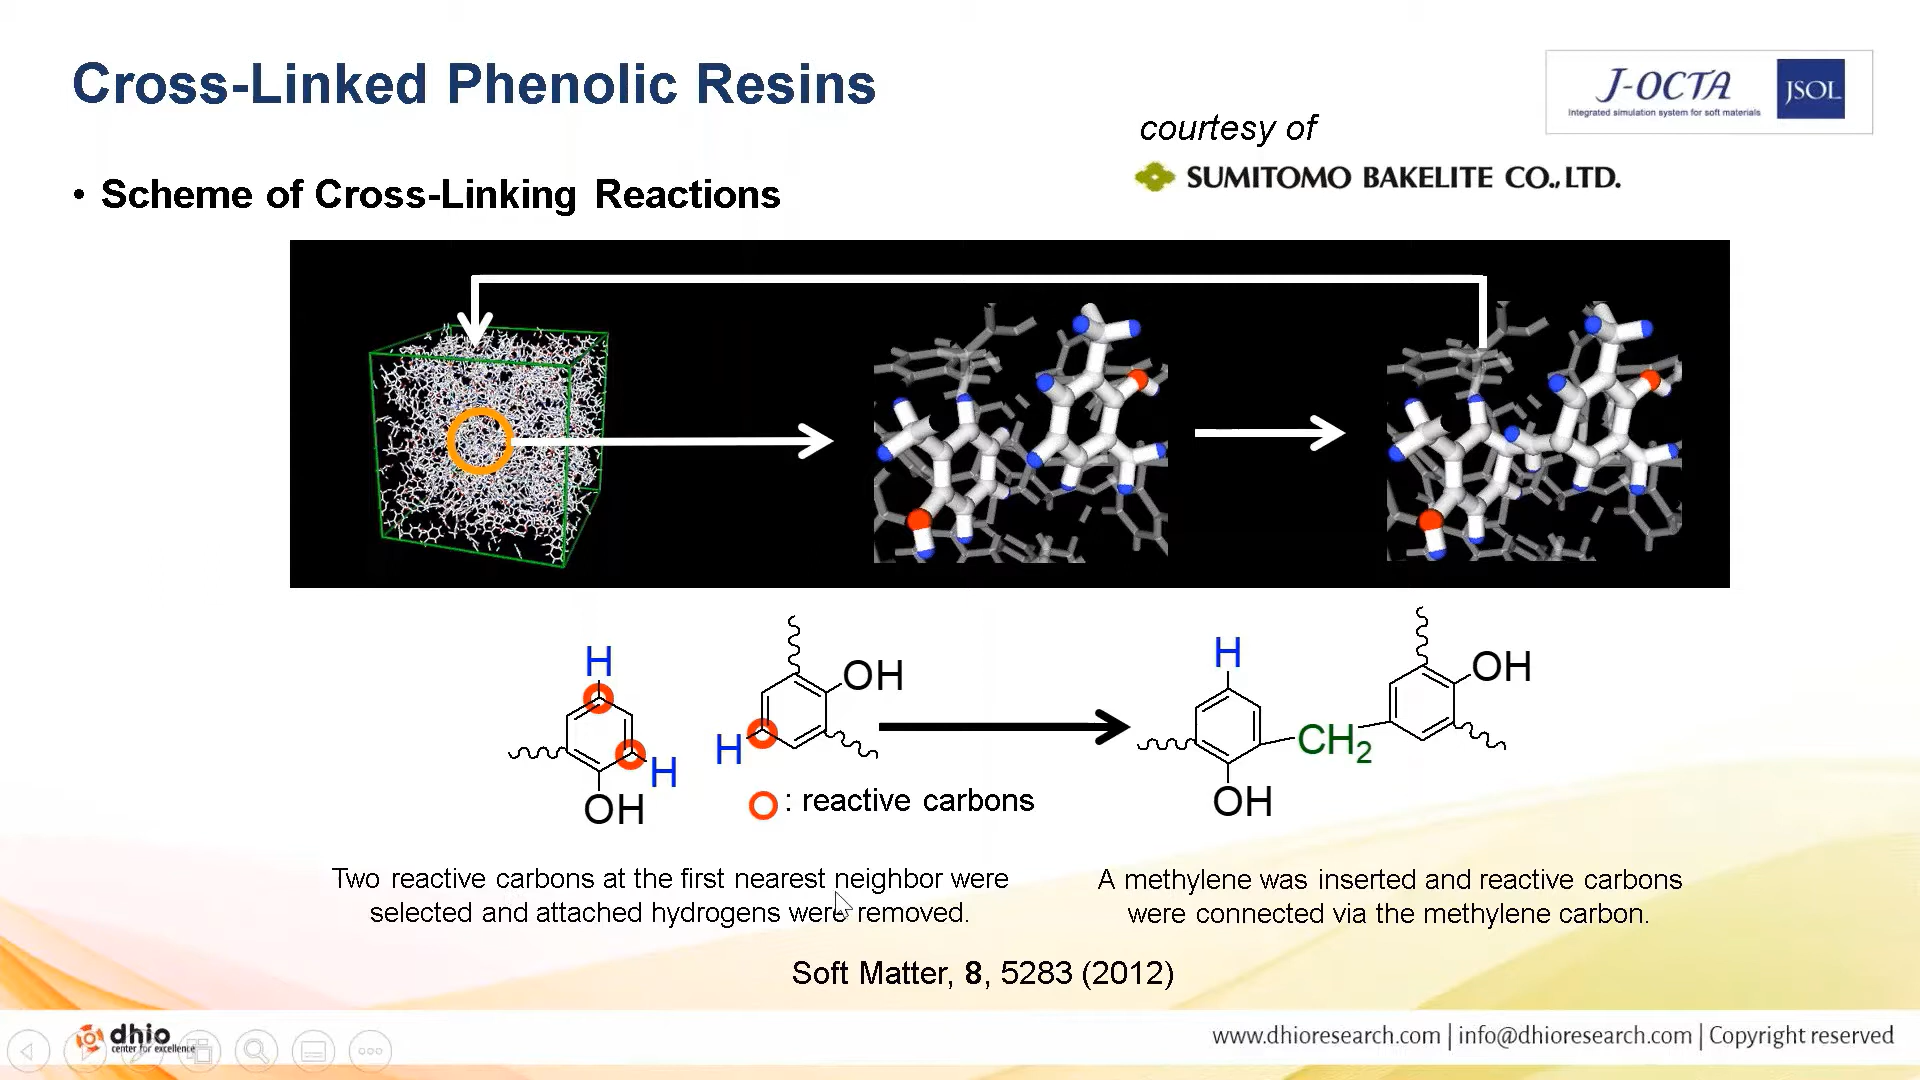 Cross-Linked Phenolic Resins
J-OCTA
Integrated simulation system for soft materials
JSOL
courtesy of
SUMITOMO BAKELITE CO., LTD.
• Scheme of Cross-Linking Reactions
H
H
OH
OH
H
: reactive carbons
H
OH
CH2
OH
Two reactive carbons at the first nearest neighbor were
selected and attached hydrogens were removed.
A methylene was inserted and reactive carbons
were connected via the methylene carbon.
Soft Matter, 8, 5283 (2012)
dhio
center for excellence
www.dhioresearch.com | info@dhioresearch.com | Copyright reserved